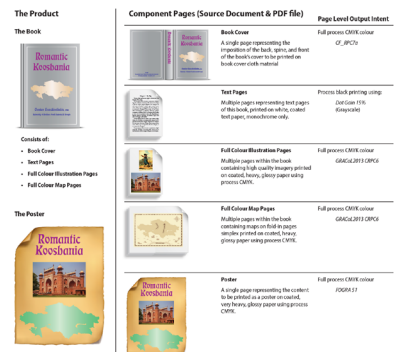 The Product
Component Pages (Source Document & PDF file)
Page Level Output Intent
The Book
Romantic
Kooshania
Book Cover
A single page representing the
imposition of the back, spine, and front
of the book's cover to be printed on
book cover cloth material
Full process CMYK colour
CF_RPC7a
Text Pages
Multiple pages representing text pages
of this book, printed on white, coated
text paper, monochrome only.
Process black printing using:
Dot Gain 15%
(Grayscale)
Consists of:
• Book Cover
• Text Pages
• Full Colour Illustration Pages
• Full Colour Map Pages
Full Colour Illustration Pages
Multiple pages within the book
containing high quality imagery printed
on coated, heavy, glossy paper using
process CMYK.
Full process CMYK colour
GRACoL2013 CRPC6
Full Colour Map Pages
Multiple pages within the book
containing maps on fold-in pages
simplex printed on coated, heavy,
glossy paper using process CMYK.
Full process CMYK colour
GRACoL2013 CRPC6
The Poster
Romantic
Kooshania
Poster
A single page representing the content
to be printed as a poster on coated,
very heavy, glossy paper using process
CMYK.
Full process CMYK colour
FOGRA 51
Romantic
Kooshania